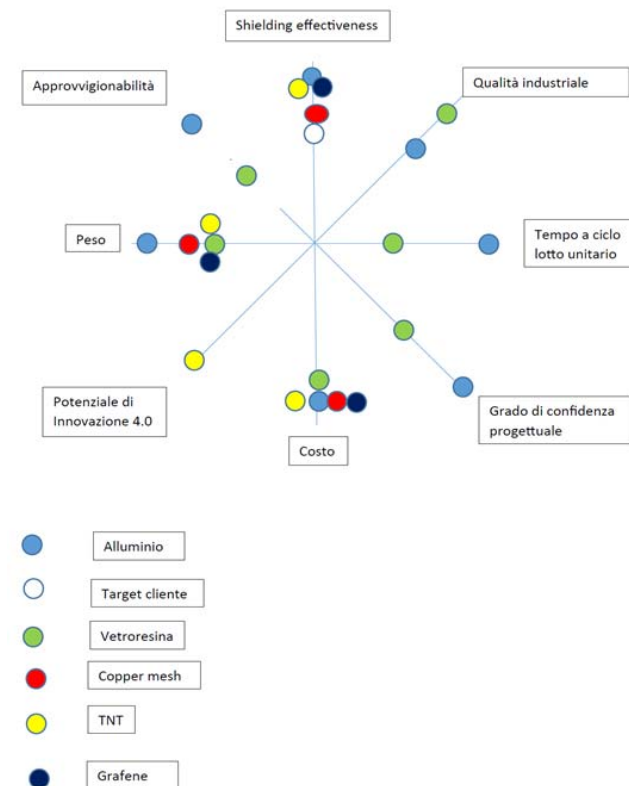 Shielding effectiveness
Approvvigionabilità
Qualità industriale
Peso
Tempo a ciclo
lotto unitario
Potenziale di
Innovazione 4.0
Grado di confidenza
progettuale
Costo
Alluminio
Target cliente
Vetroresina
Copper mesh
TNT
Grafene